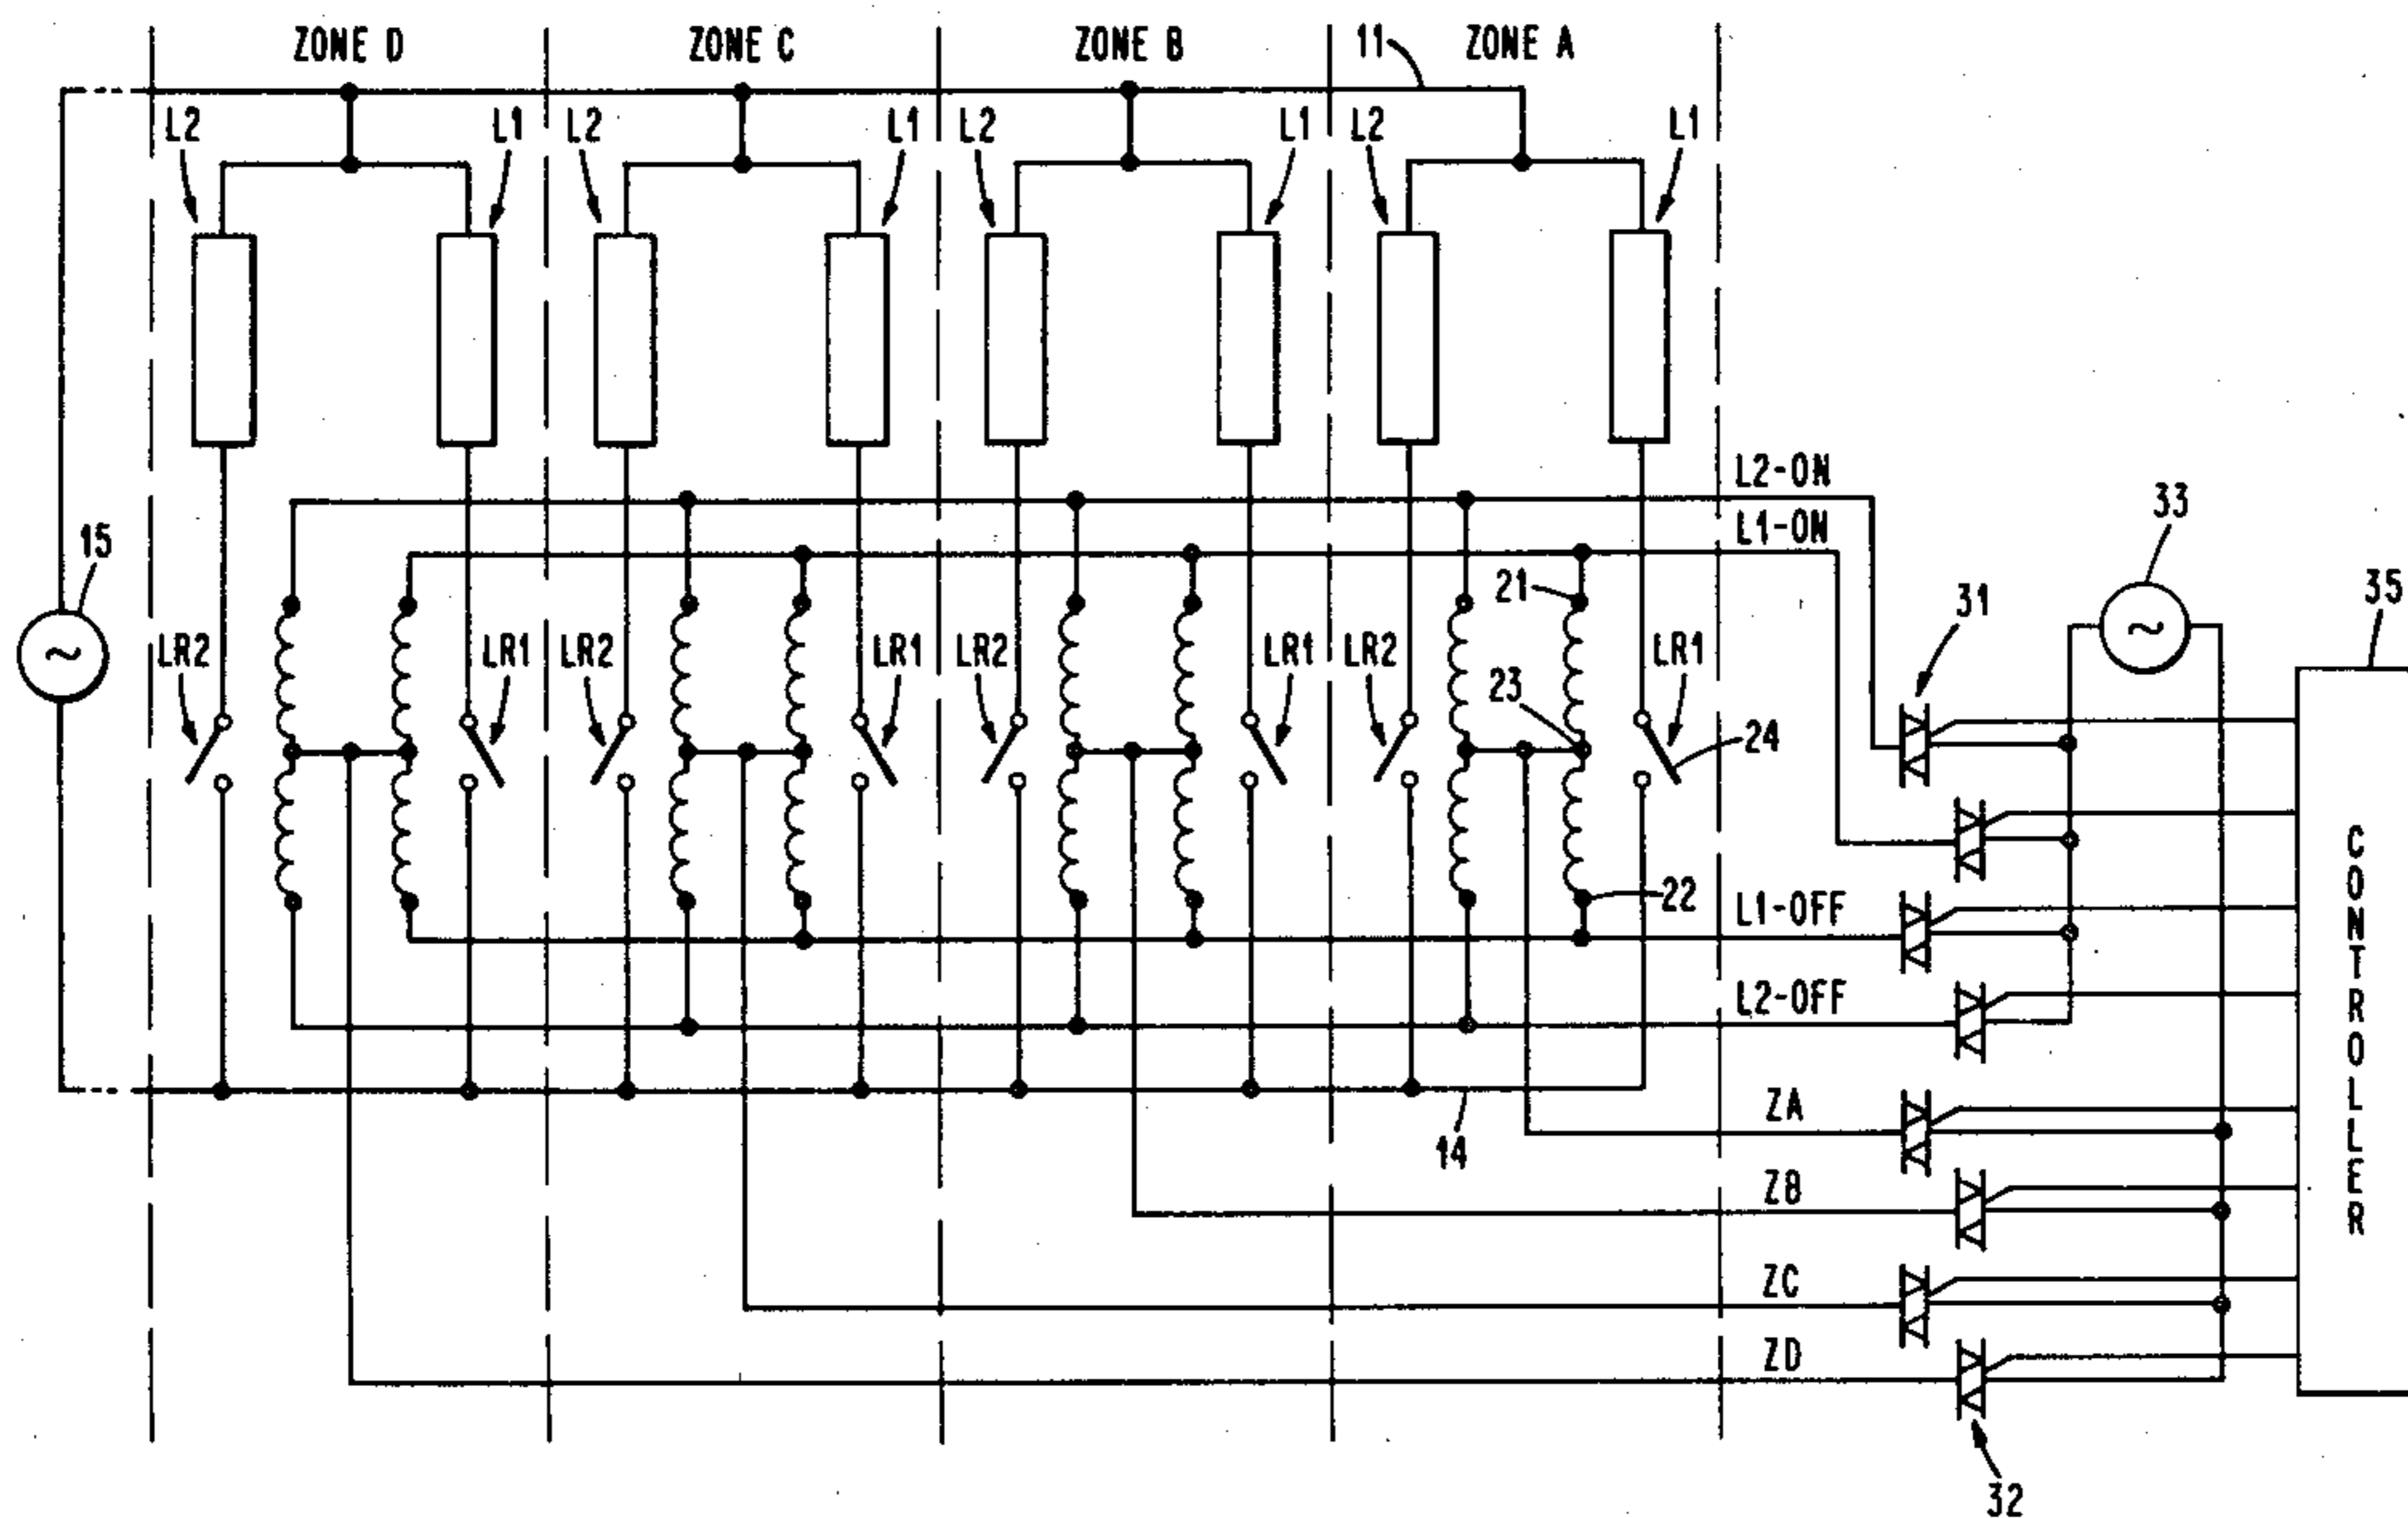 ZONE D ZONE C ZONE B 11 ZONE A
L2 L1 L2 L1 L2 L1 L2 L1
L2-ON
33
15
L1-ON
21
31
35
LR2 LR1 LR2 LR1 LR2 LR1 LR2 LR1
23
24
22
L1-OFF
L2-OFF
CONTROLLER
ZA
14
ZB
ZC
ZD
32